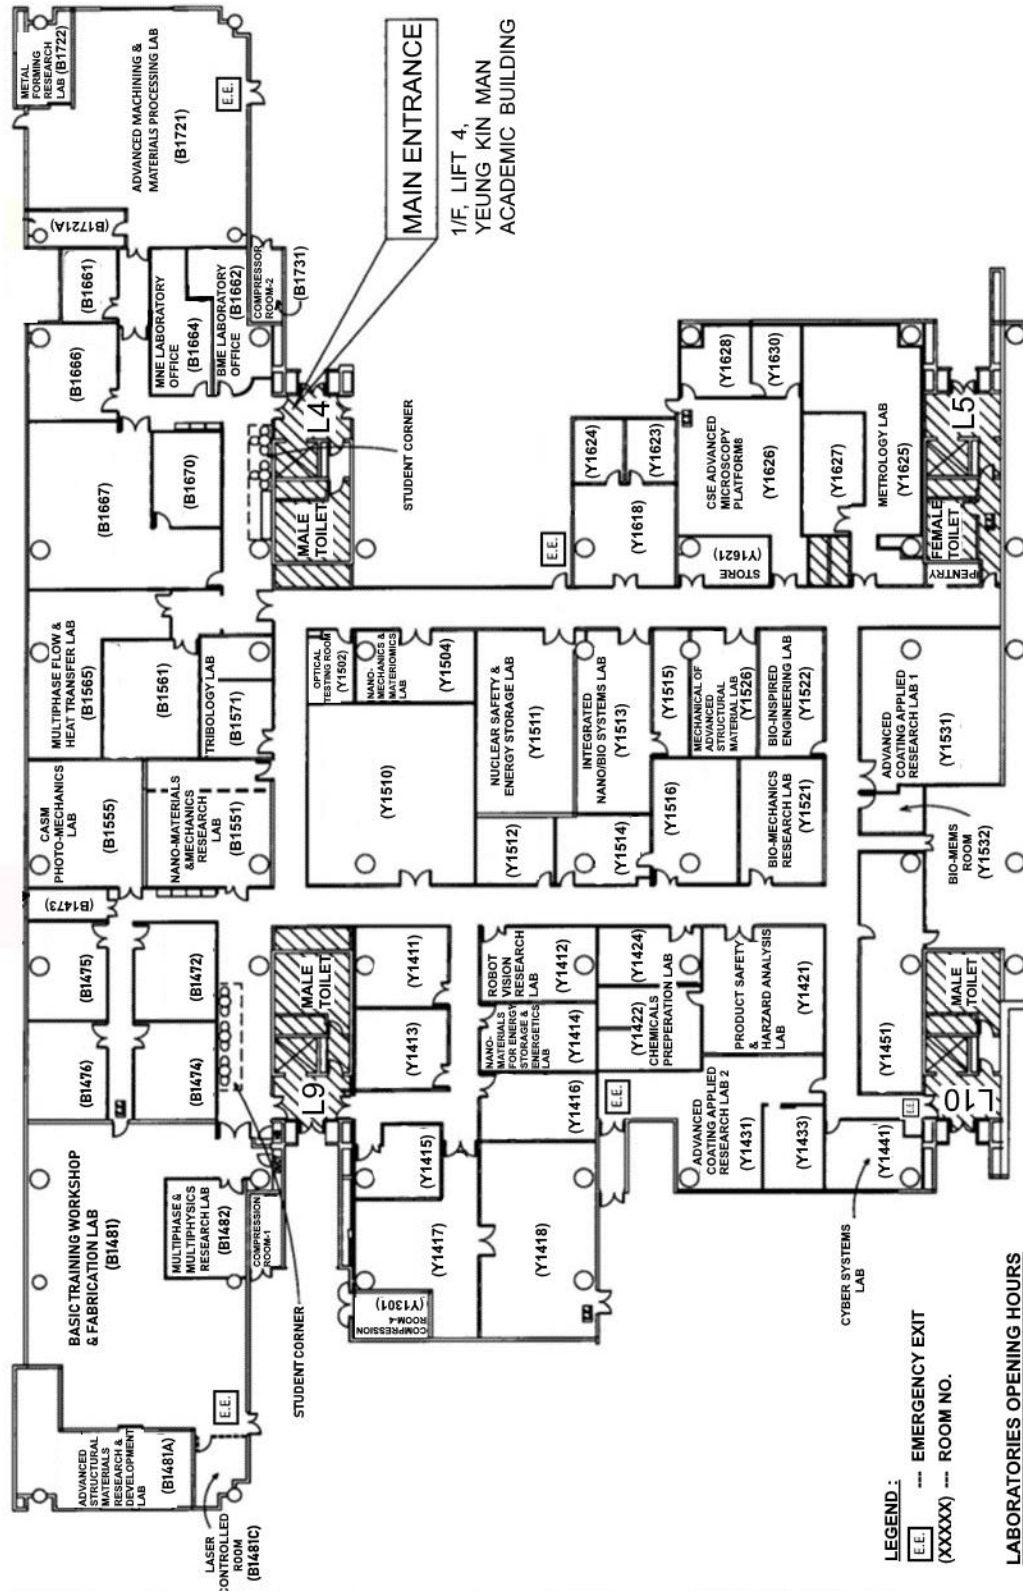 METAL
FORMING
RESEARCH
LAB (B1722)
ADVANCED MACHINING &
MATERIALS PROCESSING LAB
(B1721)
E.E.
(B1721A)
(B1661)
(B1666)
MNE LABORATORY
OFFICE
(B1664)
BME LABORATORY
OFFICE
(B1662)
COMPRESSOR
ROOM-2
(B1731)
MAIN ENTRANCE
1/F, LIFT 4,
YEUNG KIN MAN
ACADEMIC BUILDING
L4
MALE
TOILET
STUDENT CORNER
(B1667)
(B1670)
MULTIPHASE FLOW &
HEAT TRANSFER LAB
(B1565)
(B1561)
TRIBOLOGY LAB
(B1571)
CASM
PHOTO-MECHANICS
LAB
(B1555)
NANO-MATERIALS
&MECHANICS
RESEARCH
LAB
(B1551)
(B1473)
(B1475)
(B1472)
(B1476)
(B1474)
MALE
TOILET
L9
BASIC TRAINING WORKSHOP
& FABRICATION LAB
(B1481)
MULTIPHASE &
MULTIPHYSICS
RESEARCH LAB
(B1482)
COMPRESSION
ROOM-1
STUDENT CORNER
E.E.
ADVANCED
STRUCTURAL
MATERIALS
RESEARCH &
DEVELOPMENT
LAB
(B1481A)
LASER
CONTROLLED
ROOM
(B1481C)
E.E.
(Y1624)
(Y1623)
(Y1618)
(Y1628)
(Y1630)
CSE ADVANCED
MICROSCOPY
PLATFORM8
(Y1626)
STORE
(Y1621)
(Y1627)
METROLOGY LAB
(Y1625)
L5
FEMALE
TOILET
PENTRY
OPTICAL
TESTING ROOM
(Y1502)
NANO-
MECHANICS &
MATERIOMICS
LAB
(Y1504)
(Y1510)
NUCLEAR SAFETY &
ENERGY STORAGE LAB
(Y1511)
(Y1512)
INTEGRATED
NANO/BIO SYSTEMS LAB
(Y1513)
(Y1514)
(Y1515)
(Y1516)
MECHANICAL OF
ADVANCED
STRUCTURAL
MATERIAL LAB
(Y1526)
BIO-INSPIRED
ENGINEERING LAB
(Y1522)
BIO-MECHANICS
RESEARCH LAB
(Y1521)
ADVANCED
COATING APPLIED
RESEARCH LAB 1
(Y1531)
BIO-MEMS
ROOM
(Y1532)
(Y1411)
(Y1413)
ROBOT
VISION
RESEARCH
LAB
(Y1412)
NANO-
MATERIALS
FOR ENERGY
STORAGE &
ENERGETICS
LAB
(Y1414)
(Y1416)
(Y1415)
(Y1417)
(Y1418)
COMPRESSION
ROOM-4
(Y1301)
(Y1424)
(Y1422)
CHEMICALS
PREPERATION LAB
E.E.
PRODUCT SAFETY
&
HARZARD ANALYSIS
LAB
(Y1421)
ADVANCED
COATING APPLIED
RESEARCH LAB 2
(Y1431)
(Y1433)
(Y1441)
CYBER SYSTEMS
LAB
(Y1451)
E.E.
MALE
TOILET
L10
LEGEND :
E.E. --- EMERGENCY EXIT
(XXXXX) --- ROOM NO.
LABORATORIES OPENING HOURS